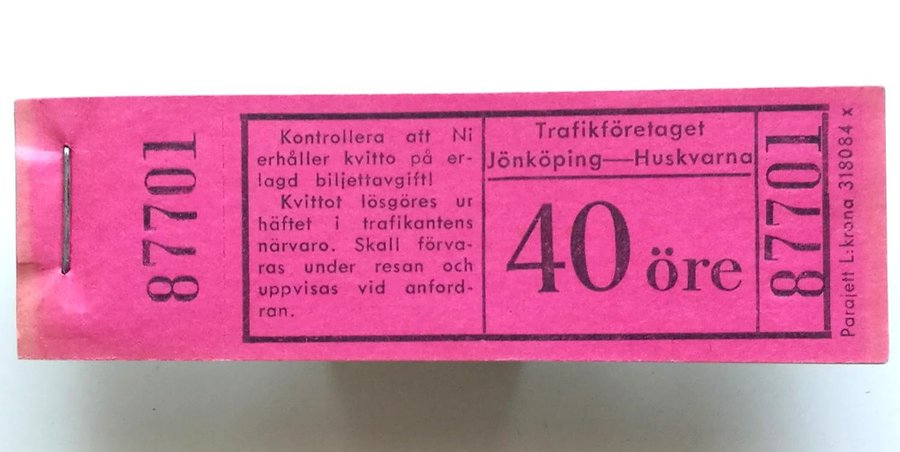 87701
Kontrollera att Ni
erhåller kvitto på er-
lagd biljettavgift!
Kvittot lösgöres ur
häftet i trafikantens
närvaro. Skall förva-
ras under resan och
uppvisas vid anford-
ran.
Trafikföretaget
Jönköping—Huskvarna
40 öre
87701
Parajett L:krona 318084 x